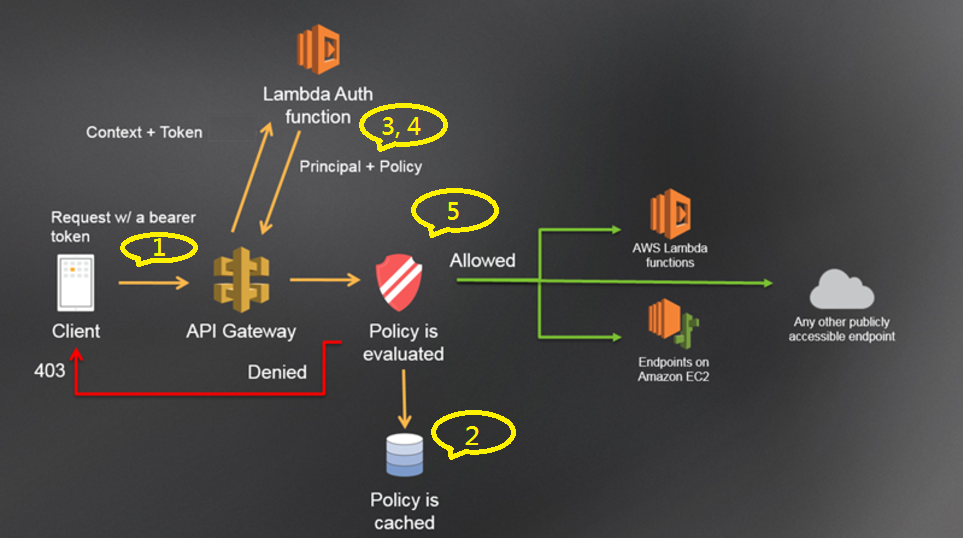 Lambda Auth
function
3, 4
Context + Token
Principal + Policy
Request w/ a bearer
token
1
5
Allowed
AWS Lambda
functions
Client
API Gateway
Policy is
evaluated
Any other publicly
accessible endpoint
Endpoints on
Amazon EC2
403
Denied
2
Policy is
cached